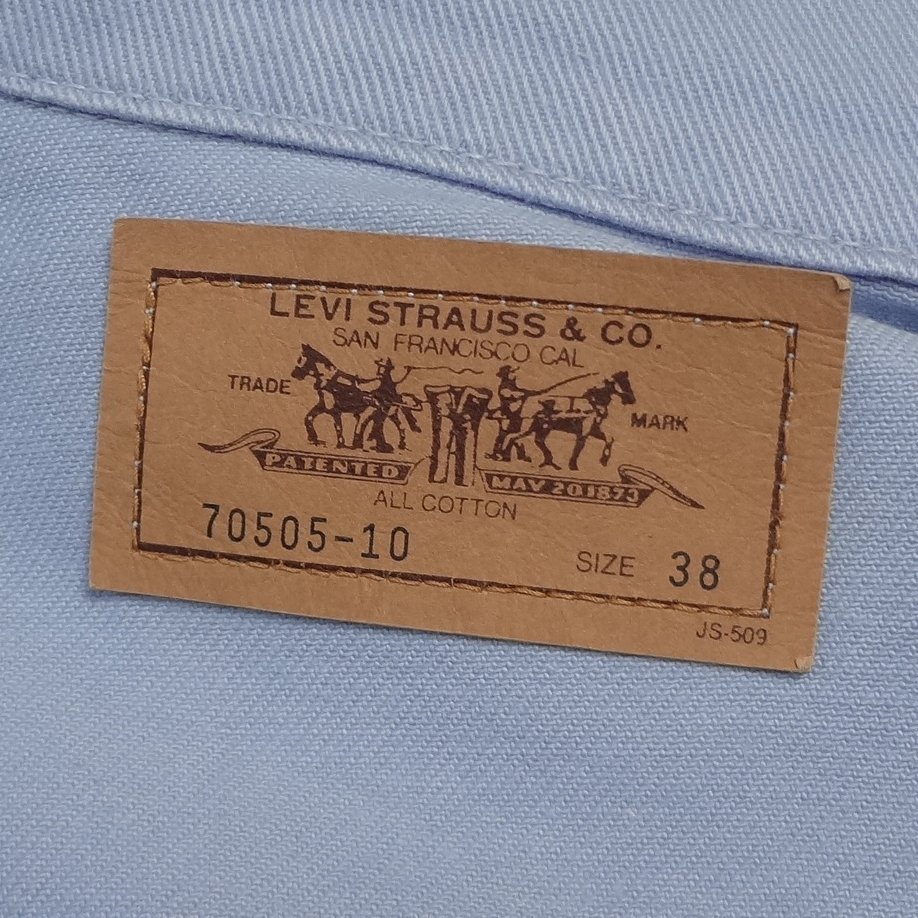 LEVI STRAUSS & CO.
SAN FRANCISCO CAL
TRADE MARK
PATENTED MAY 20 1873
ALL COTTON
70505-10 SIZE 38
JS-509